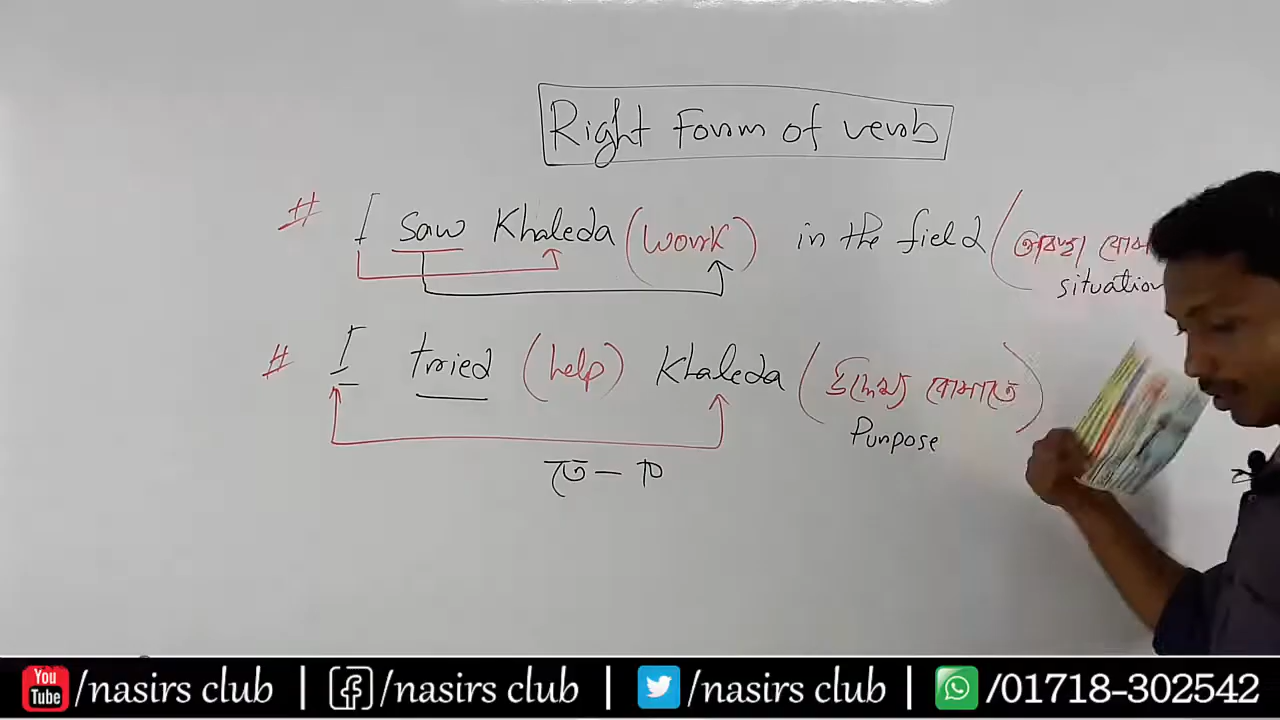 Right Form of verb
# I saw Khaleda (work) in the field (অবস্থা
situation
# I tried (help) Khaleda (উদ্দেশ্য বোঝাতে)
Purpose
তে – to
You Tube /nasirs club | f /nasirs club | /nasirs club | /01718-302542